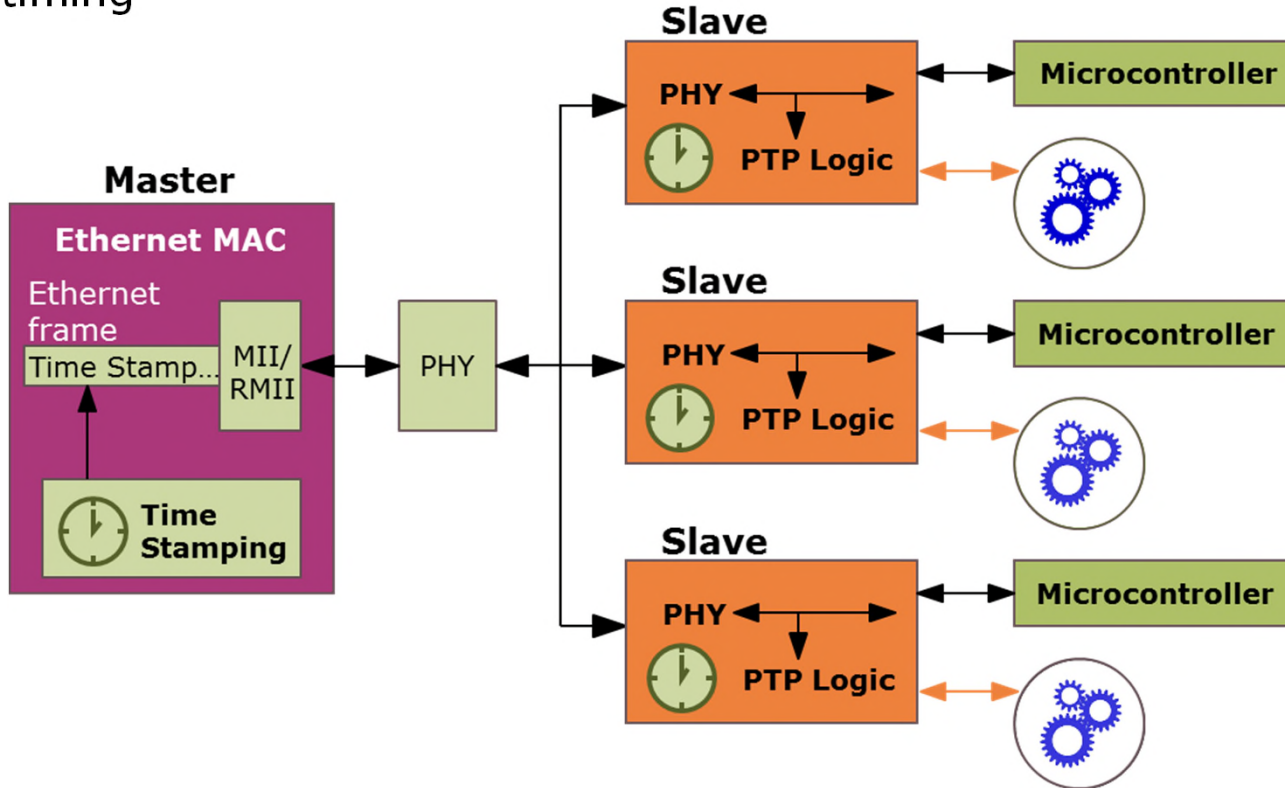 timing
Master
Ethernet MAC
Ethernet
frame
Time Stamp...
MII/
RMII
Time
Stamping
PHY
Slave
PHY
PTP Logic
Microcontroller
Slave
PHY
PTP Logic
Microcontroller
Slave
PHY
PTP Logic
Microcontroller